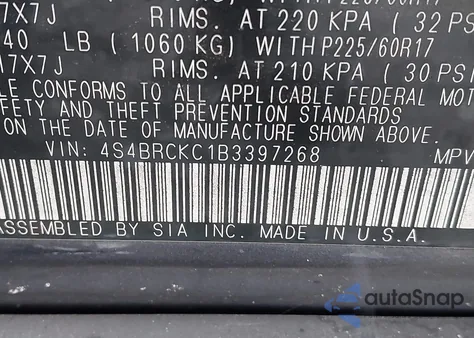 7X7J RIMS. AT 220 KPA ( 32 PS
40 LB ( 1060 KG) WITH P225/60R17
17X7J RIMS. AT 210 KPA ( 30 PSI
LE CONFORMS TO ALL APPLICABLE FEDERAL MOT
FETY AND THEFT PREVENTION STANDARDS
N THE DATE OF MANUFACTURE SHOWN ABOVE.
VIN: 4S4BRCKC1B3397268 MPV
ASSEMBLED BY SIA INC. MADE IN U.S.A.
autoSnap